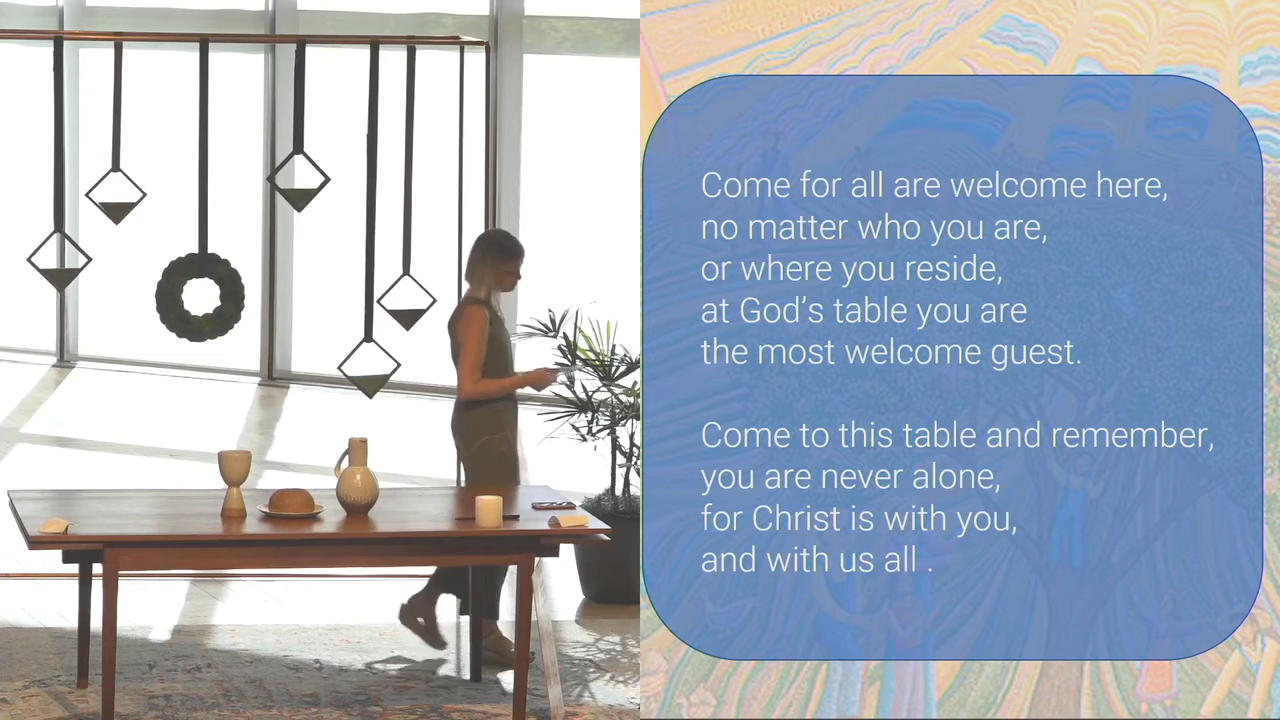 Come for all are welcome here,
no matter who you are,
or where you reside,
at God’s table you are
the most welcome guest.
Come to this table and remember,
you are never alone,
for Christ is with you,
and with us all .